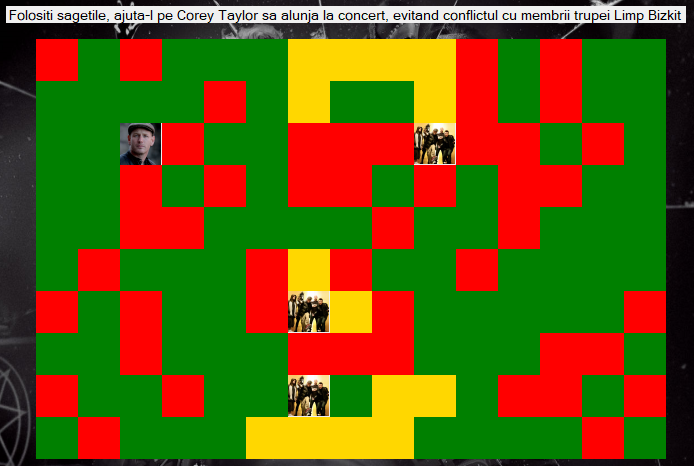 Folositi sagetile, ajuta-l pe Corey Taylor sa alunja la concert, evitand conflictul cu membrii trupei Limp Bizkit